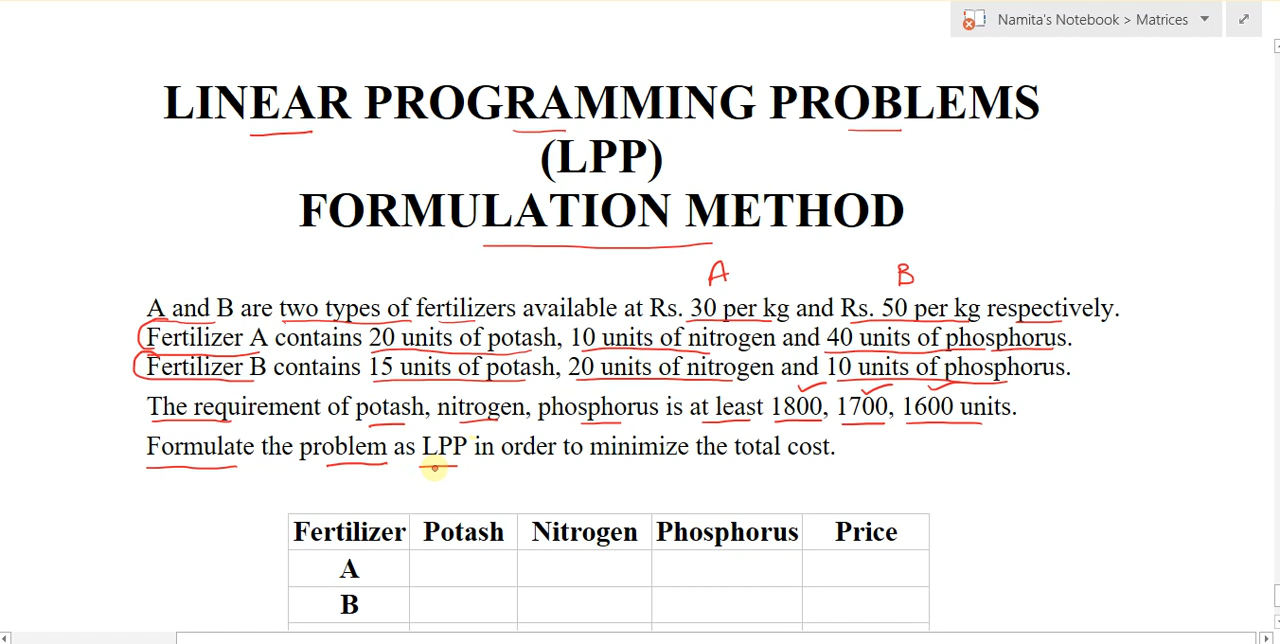 Namita's Notebook > Matrices
LINEAR PROGRAMMING PROBLEMS
(LPP)
FORMULATION METHOD
A B
A and B are two types of fertilizers available at Rs. 30 per kg and Rs. 50 per kg respectively.
Fertilizer A contains 20 units of potash, 10 units of nitrogen and 40 units of phosphorus.
Fertilizer B contains 15 units of potash, 20 units of nitrogen and 10 units of phosphorus.
The requirement of potash, nitrogen, phosphorus is at least 1800, 1700, 1600 units.
Formulate the problem as LPP in order to minimize the total cost.
Fertilizer Potash Nitrogen Phosphorus Price
A
B